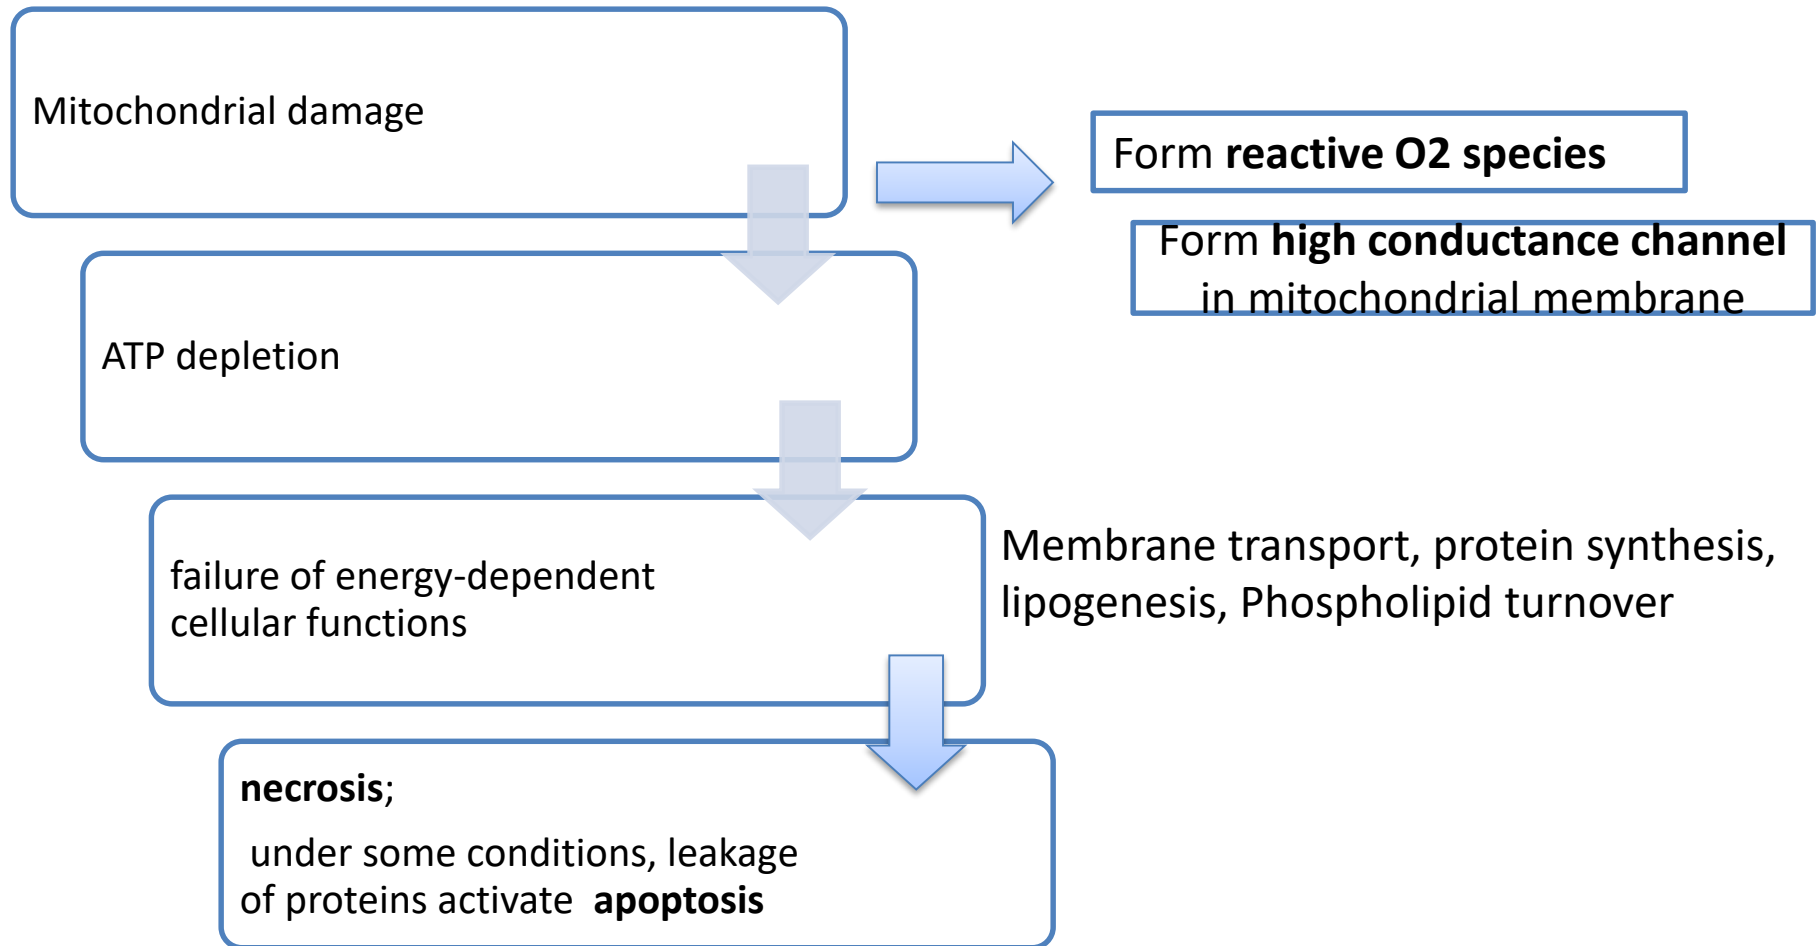 Mitochondrial damage
Form reactive O2 species
Form high conductance channel
in mitochondrial membrane
ATP depletion
failure of energy-dependent
cellular functions
Membrane transport, protein synthesis,
lipogenesis, Phospholipid turnover
necrosis;
under some conditions, leakage
of proteins activate apoptosis